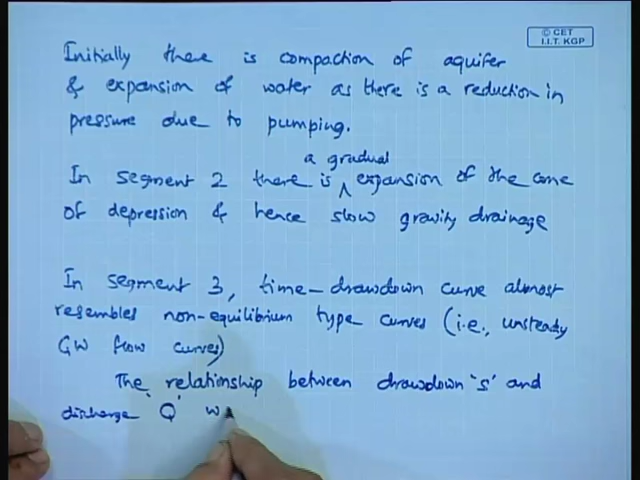 © CET
I.I.T. KGP
Initially there is compaction of aquifer
& expansion of water as there is a reduction in
pressure due to pumping.
a gradual
In segment 2 there is ^ expansion of the cone
of depression & hence slow gravity drainage
In segment 3, time-drawdown curve almost
resembles non-equilibrium type curves (i.e., unsteady
GW flow curves)
The relationship between drawdown 's' and
discharge 'Q' w